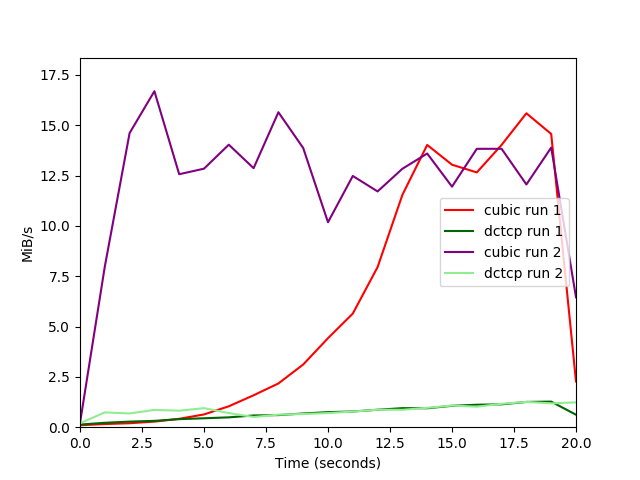 17.5
15.0
12.5
10.0
7.5
5.0
2.5
0.0
MiB/s
cubic run 1
dctcp run 1
cubic run 2
dctcp run 2
0.0 2.5 5.0 7.5 10.0 12.5 15.0 17.5 20.0
Time (seconds)